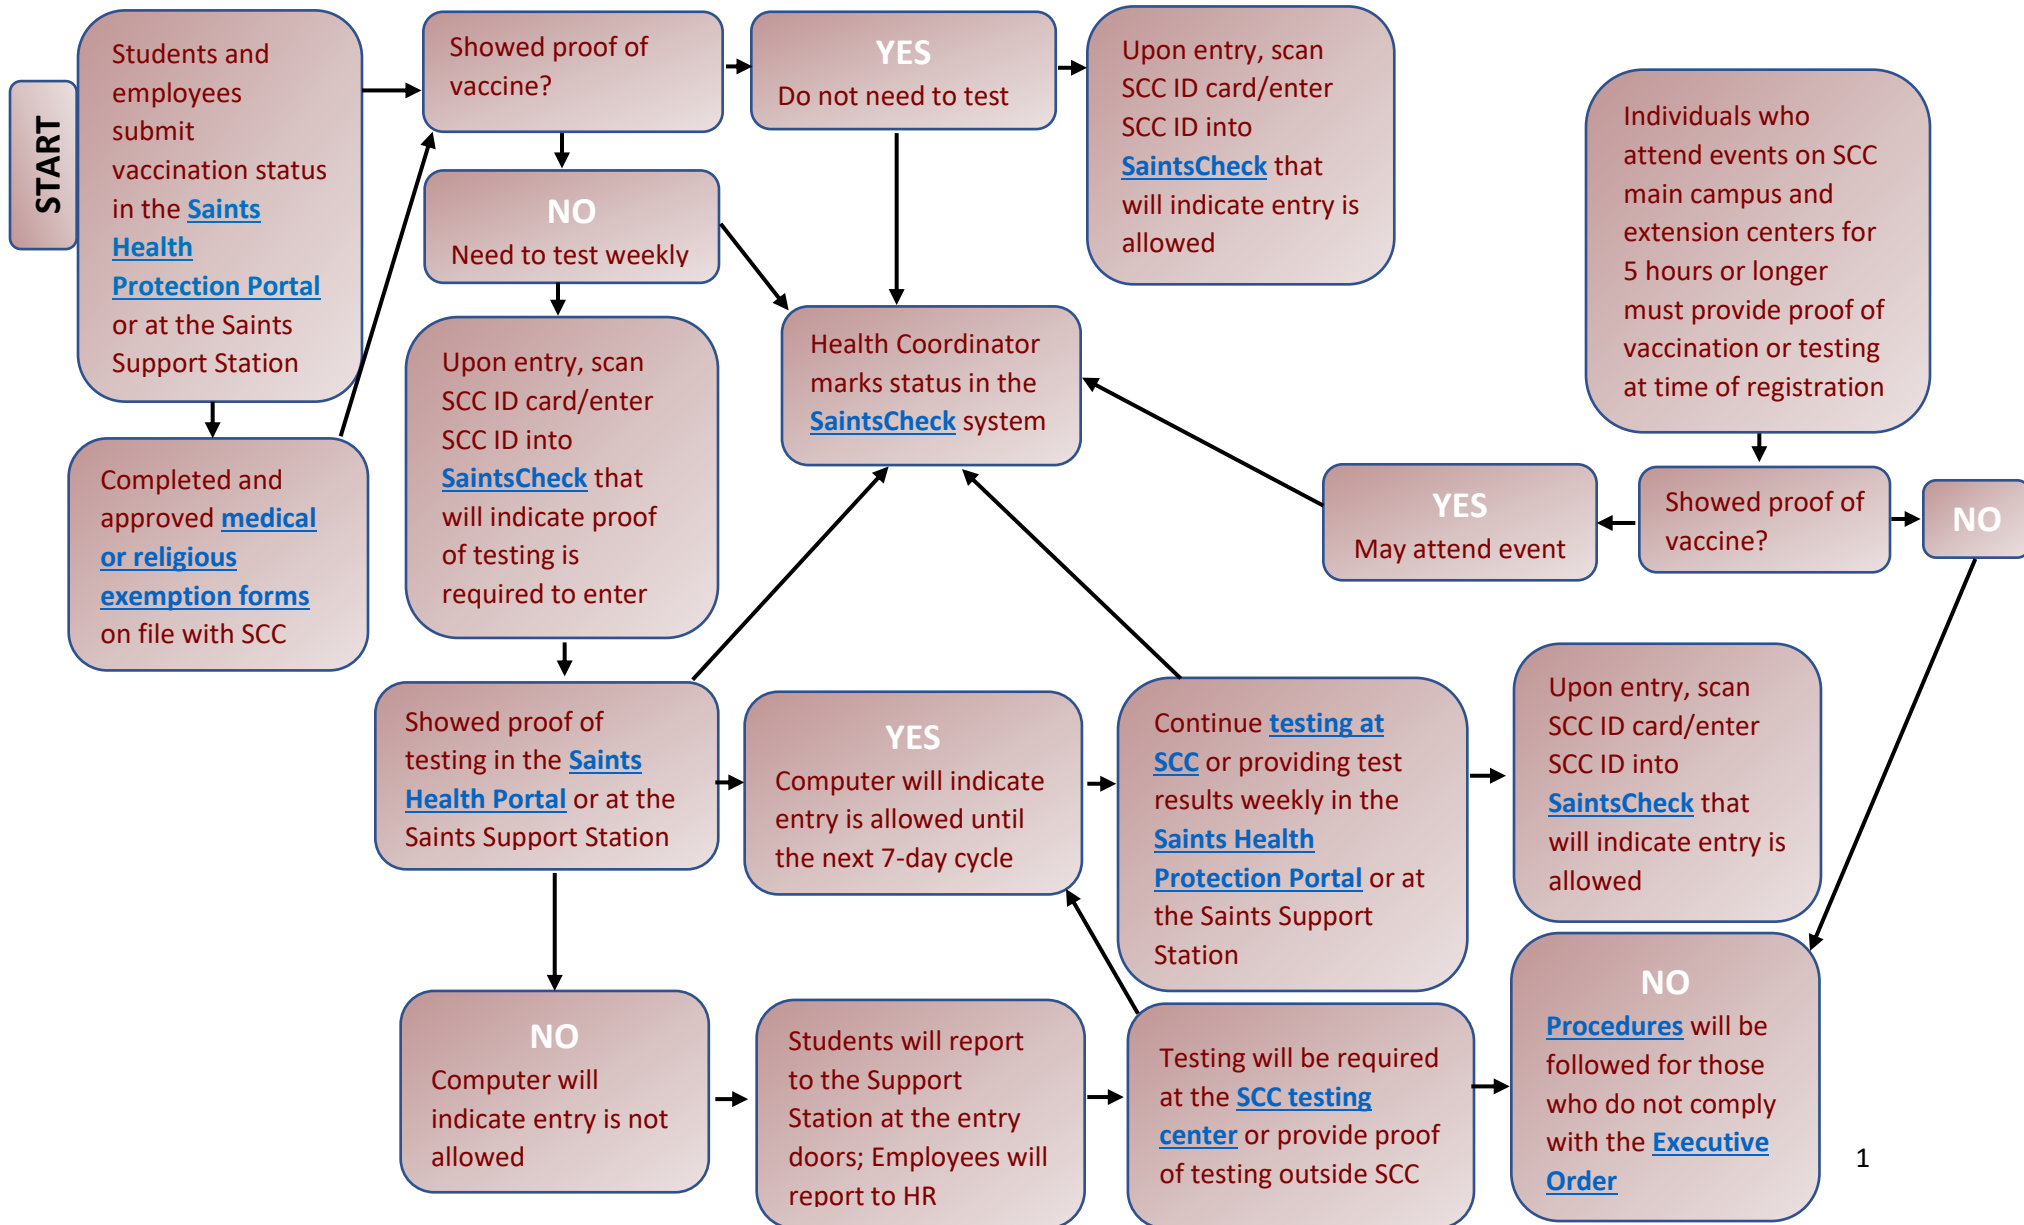 START
Students and
employees
submit
vaccination status
in the Saints
Health
Protection Portal
or at the Saints
Support Station
Showed proof of
vaccine?
YES
Do not need to test
Upon entry, scan
SCC ID card/enter
SCC ID into
SaintsCheck that
will indicate entry is
allowed
Individuals who
attend events on SCC
main campus and
extension centers for
5 hours or longer
must provide proof of
vaccination or testing
at time of registration
NO
Need to test weekly
Completed and
approved medical
or religious
exemption forms
on file with SCC
Upon entry, scan
SCC ID card/enter
SCC ID into
SaintsCheck that
will indicate proof
of testing is
required to enter
Health Coordinator
marks status in the
SaintsCheck system
YES
May attend event
Showed proof of
vaccine?
NO
Showed proof of
testing in the Saints
Health Portal or at the
Saints Support Station
YES
Computer will indicate
entry is allowed until
the next 7-day cycle
Continue testing at
SCC or providing test
results weekly in the
Saints Health
Protection Portal or at
the Saints Support
Station
Upon entry, scan
SCC ID card/enter
SCC ID into
SaintsCheck that
will indicate entry is
allowed
NO
Computer will
indicate entry is not
allowed
Students will report
to the Support
Station at the entry
doors; Employees will
report to HR
Testing will be required
at the SCC testing
center or provide proof
of testing outside SCC
NO
Procedures will be
followed for those
who do not comply
with the Executive
Order
1